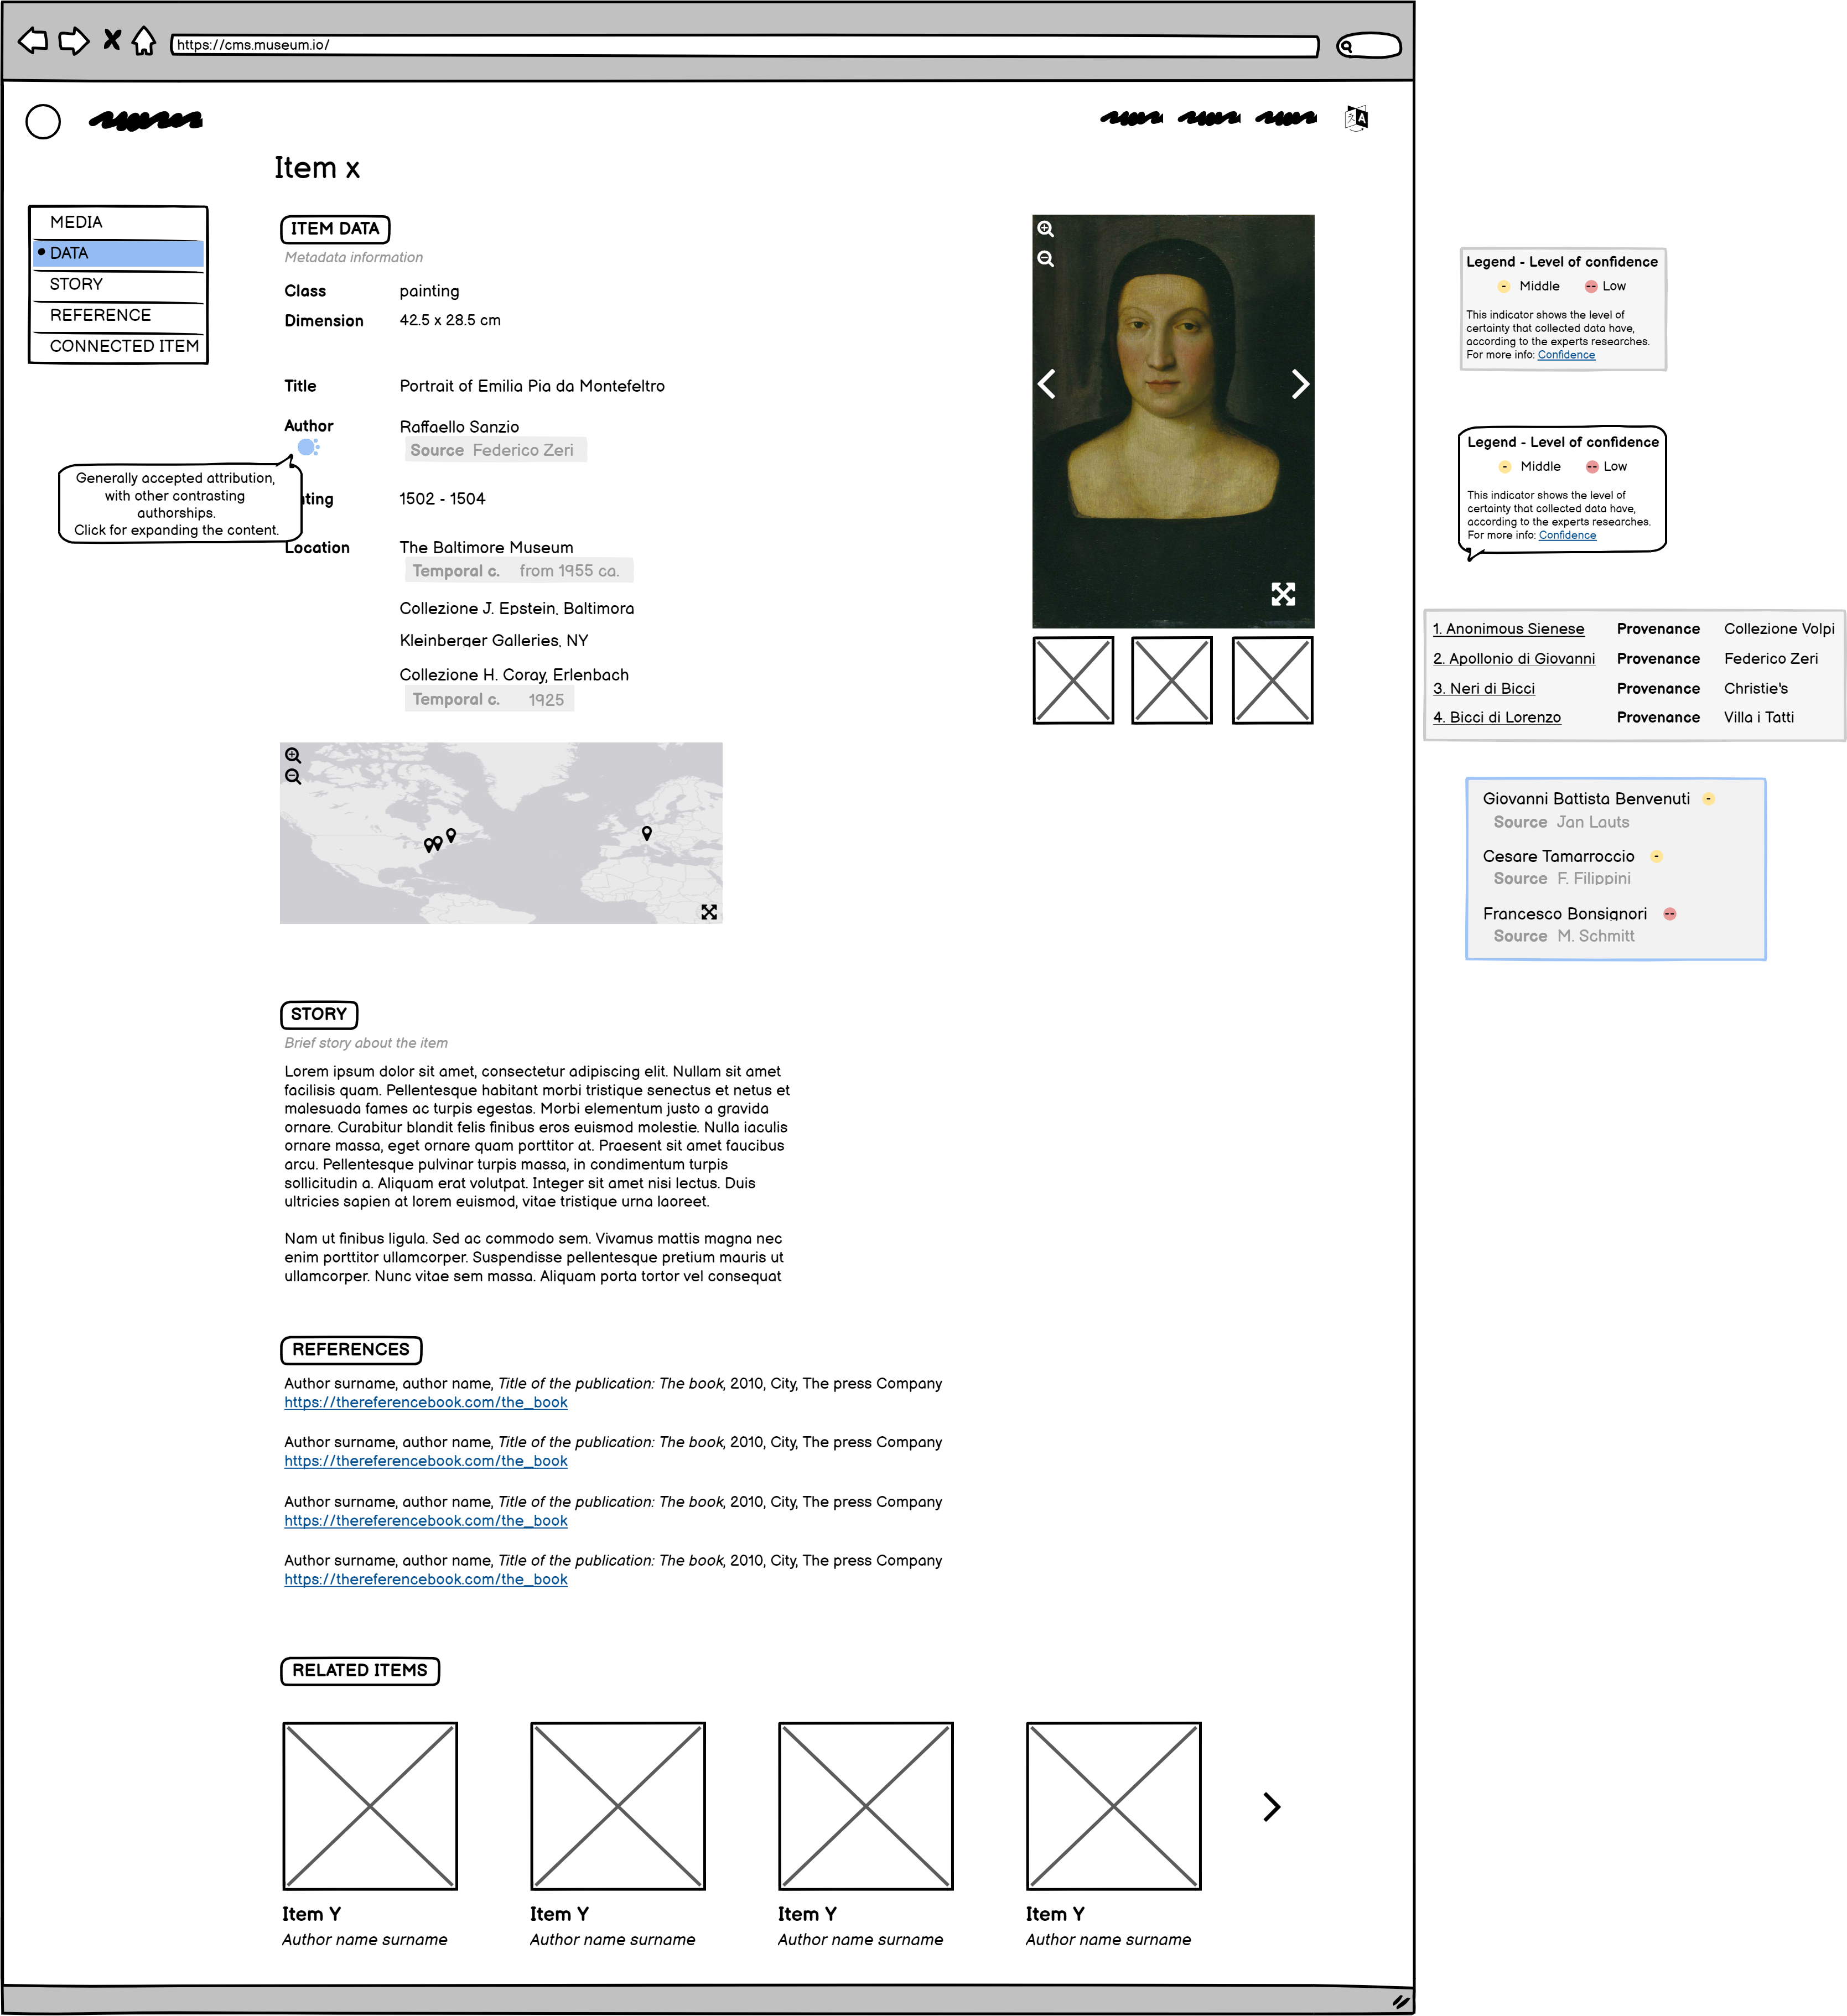 https://cms.museum.io/
Item x
MEDIA
DATA
STORY
REFERENCE
CONNECTED ITEM
ITEM DATA
Metadata information
Class painting
Dimension 42.5 x 28.5 cm
Title Portrait of Emilia Pia da Montefeltro
Author Raffaello Sanzio
Source Federico Zeri
Generally accepted attribution,
with other contrasting
authorships.
Click for expanding the content.
ting 1502 - 1504
Location The Baltimore Museum
Temporal c. from 1955 ca.
Collezione J. Epstein, Baltimora
Kleinberger Galleries, NY
Collezione H. Coray, Erlenbach
Temporal c. 1925
STORY
Brief story about the item
Lorem ipsum dolor sit amet, consectetur adipiscing elit. Nullam sit amet
facilisis quam. Pellentesque habitant morbi tristique senectus et netus et
malesuada fames ac turpis egestas. Morbi elementum justo a gravida
ornare. Curabitur blandit felis finibus eros euismod molestie. Nulla iaculis
ornare massa, eget ornare quam porttitor at. Praesent sit amet faucibus
arcu. Pellentesque pulvinar turpis massa, in condimentum turpis
sollicitudin a. Aliquam erat volutpat. Integer sit amet nisi lectus. Duis
ultricies sapien at lorem euismod, vitae tristique urna laoreet.
Nam ut finibus ligula. Sed ac commodo sem. Vivamus mattis magna nec
enim porttitor ullamcorper. Suspendisse pellentesque pretium mauris ut
ullamcorper. Nunc vitae sem massa. Aliquam porta tortor vel consequat
REFERENCES
Author surname, author name, Title of the publication: The book, 2010, City, The press Company
https://thereferencebook.com/the_book
Author surname, author name, Title of the publication: The book, 2010, City, The press Company
https://thereferencebook.com/the_book
Author surname, author name, Title of the publication: The book, 2010, City, The press Company
https://thereferencebook.com/the_book
Author surname, author name, Title of the publication: The book, 2010, City, The press Company
https://thereferencebook.com/the_book
RELATED ITEMS
Item Y
Author name surname
Item Y
Author name surname
Item Y
Author name surname
Item Y
Author name surname
Legend - Level of confidence
- Middle -- Low
This indicator shows the level of
certainty that collected data have,
according to the experts researches.
For more info: Confidence
Legend - Level of confidence
- Middle -- Low
This indicator shows the level of
certainty that collected data have,
according to the experts researches.
For more info: Confidence
1. Anonimous Sienese Provenance Collezione Volpi
2. Apollonio di Giovanni Provenance Federico Zeri
3. Neri di Bicci Provenance Christie's
4. Bicci di Lorenzo Provenance Villa i Tatti
Giovanni Battista Benvenuti -
Source Jan Lauts
Cesare Tamarroccio -
Source F. Filippini
Francesco Bonsignori --
Source M. Schmitt